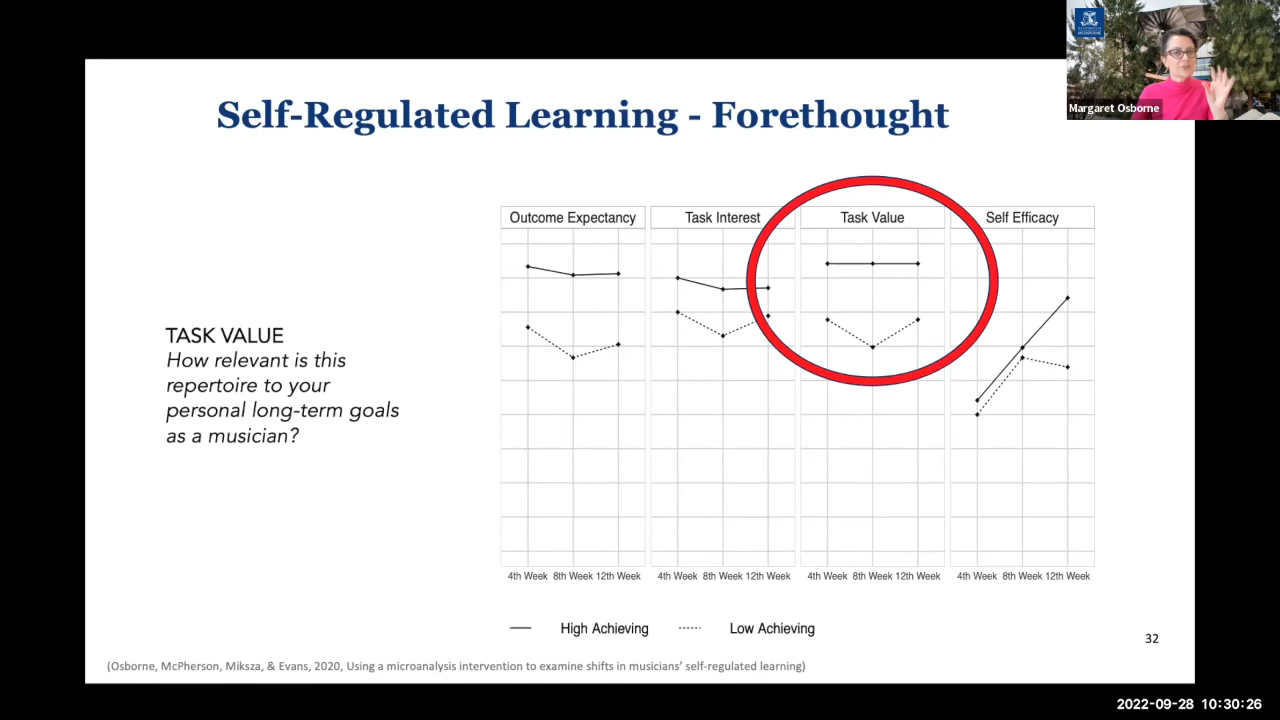 Self-Regulated Learning - Forethought
Margaret Osborne
Outcome Expectancy
Task Interest
Task Value
Self Efficacy
TASK VALUE
How relevant is this
repertoire to your
personal long-term goals
as a musician?
4th Week 8th Week 12th Week
4th Week 8th Week 12th Week
4th Week 8th Week 12th Week
4th Week 8th Week 12th Week
High Achieving
Low Achieving
32
(Osborne, McPherson, Miksza, & Evans, 2020, Using a microanalysis intervention to examine shifts in musicians' self-regulated learning)
2022-09-28 10:30:26